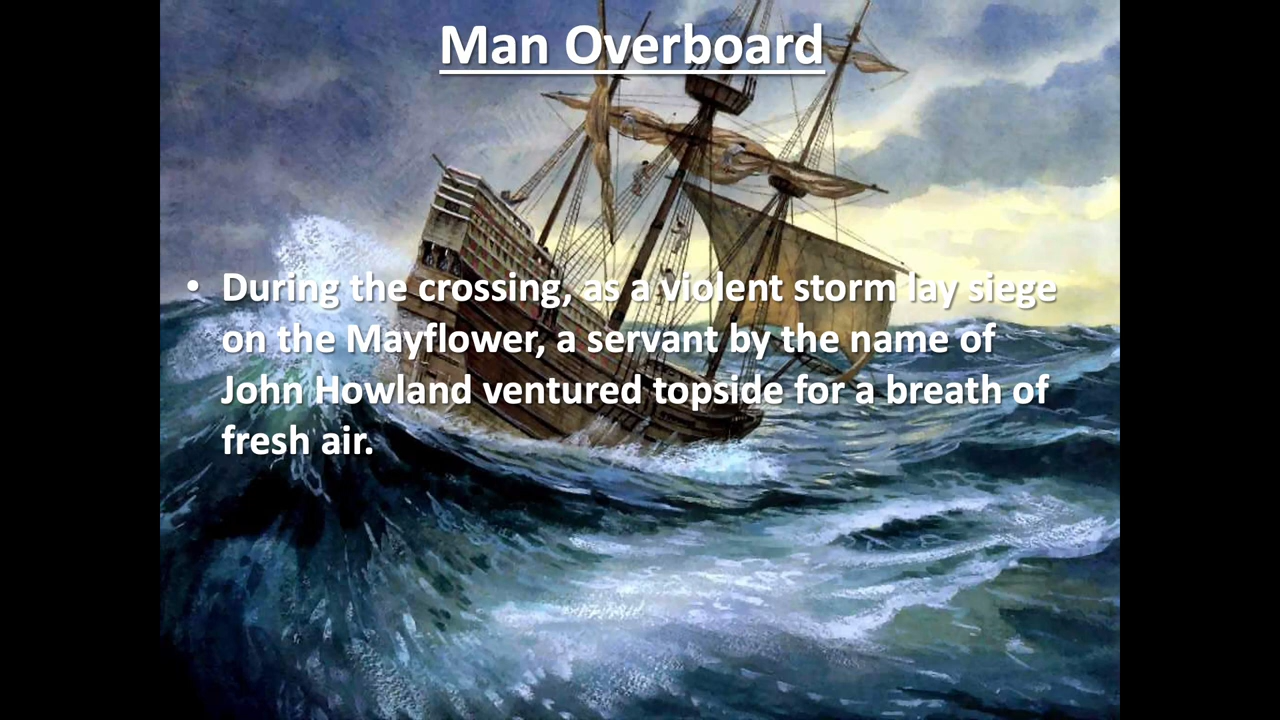 Man Overboard
• During the crossing, as a violent storm lay siege
on the Mayflower, a servant by the name of
John Howland ventured topside for a breath of
fresh air.